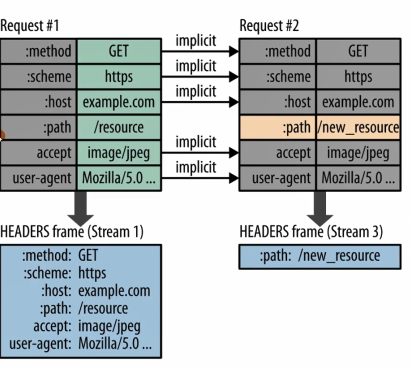 Request #1
:method GET
:scheme https
:host example.com
:path /resource
accept image/jpeg
user-agent Mozilla/5.0 ...
implicit
implicit
implicit
implicit
implicit
Request #2
:method GET
:scheme https
:host example.com
:path /new_resource
accept image/jpeg
user-agent Mozilla/5.0 ...
HEADERS frame (Stream 1)
:method: GET
:scheme: https
:host: example.com
:path: /resource
accept: image/jpeg
user-agent: Mozilla/5.0 ...
HEADERS frame (Stream 3)
:path: /new_resource